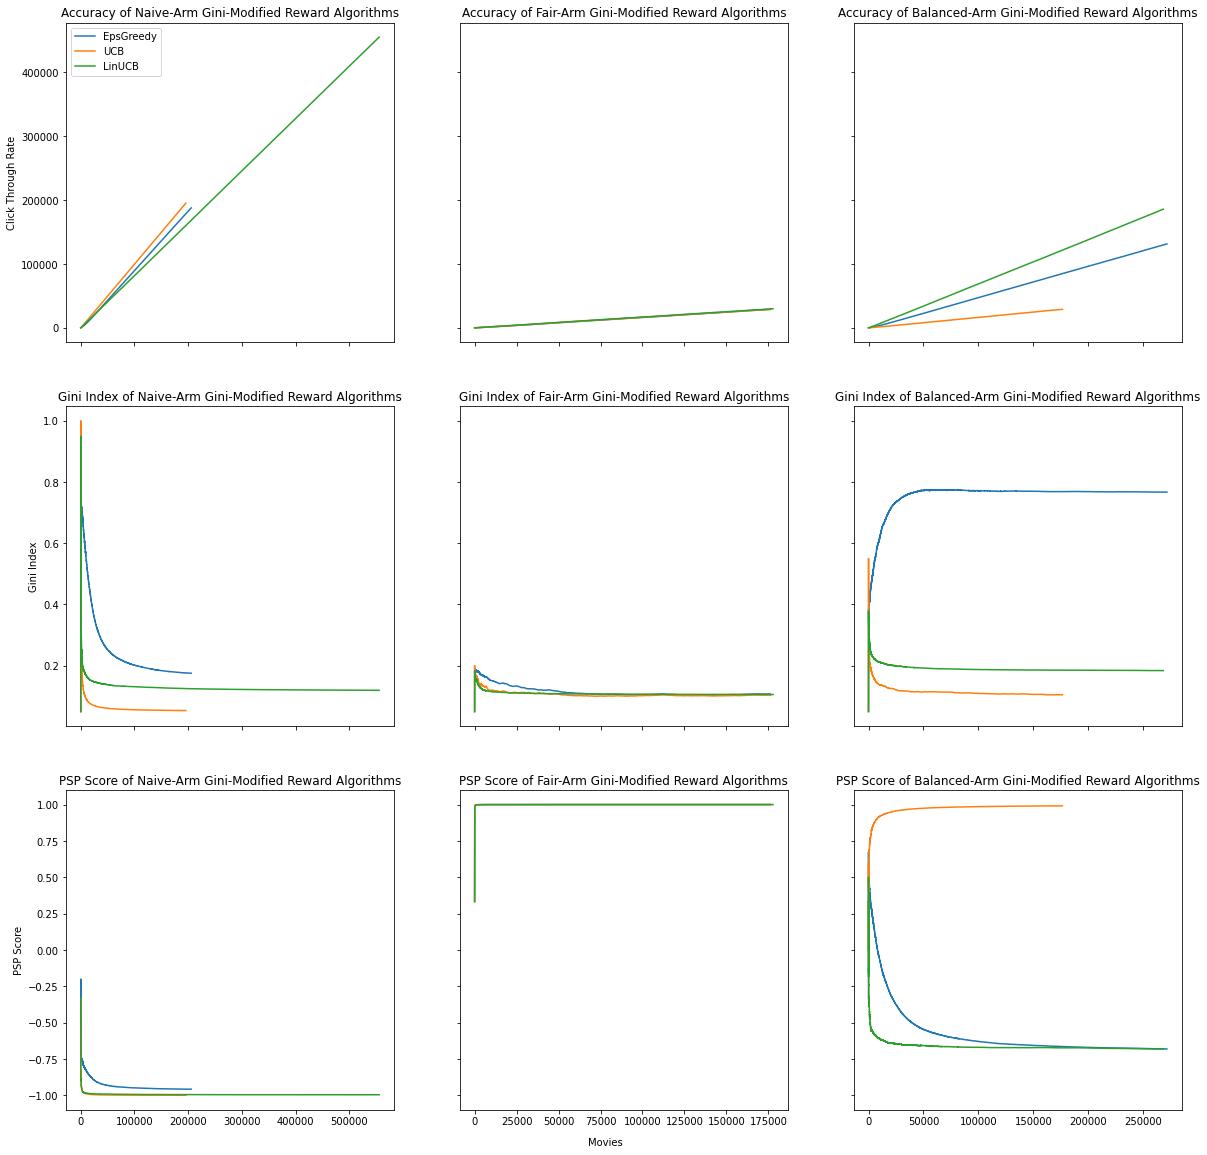 Accuracy of Naive-Arm Gini-Modified Reward Algorithms
Accuracy of Fair-Arm Gini-Modified Reward Algorithms
Accuracy of Balanced-Arm Gini-Modified Reward Algorithms
EpsGreedy
UCB
LinUCB
400000
300000
200000
100000
0
Click Through Rate
Gini Index of Naive-Arm Gini-Modified Reward Algorithms
Gini Index of Fair-Arm Gini-Modified Reward Algorithms
Gini Index of Balanced-Arm Gini-Modified Reward Algorithms
1.0
0.8
0.6
0.4
0.2
Gini Index
PSP Score of Naive-Arm Gini-Modified Reward Algorithms
PSP Score of Fair-Arm Gini-Modified Reward Algorithms
PSP Score of Balanced-Arm Gini-Modified Reward Algorithms
1.00
0.75
0.50
0.25
0.00
−0.25
−0.50
−0.75
−1.00
PSP Score
0 100000 200000 300000 400000 500000
0 25000 50000 75000 100000 125000 150000 175000
0 50000 100000 150000 200000 250000
Movies